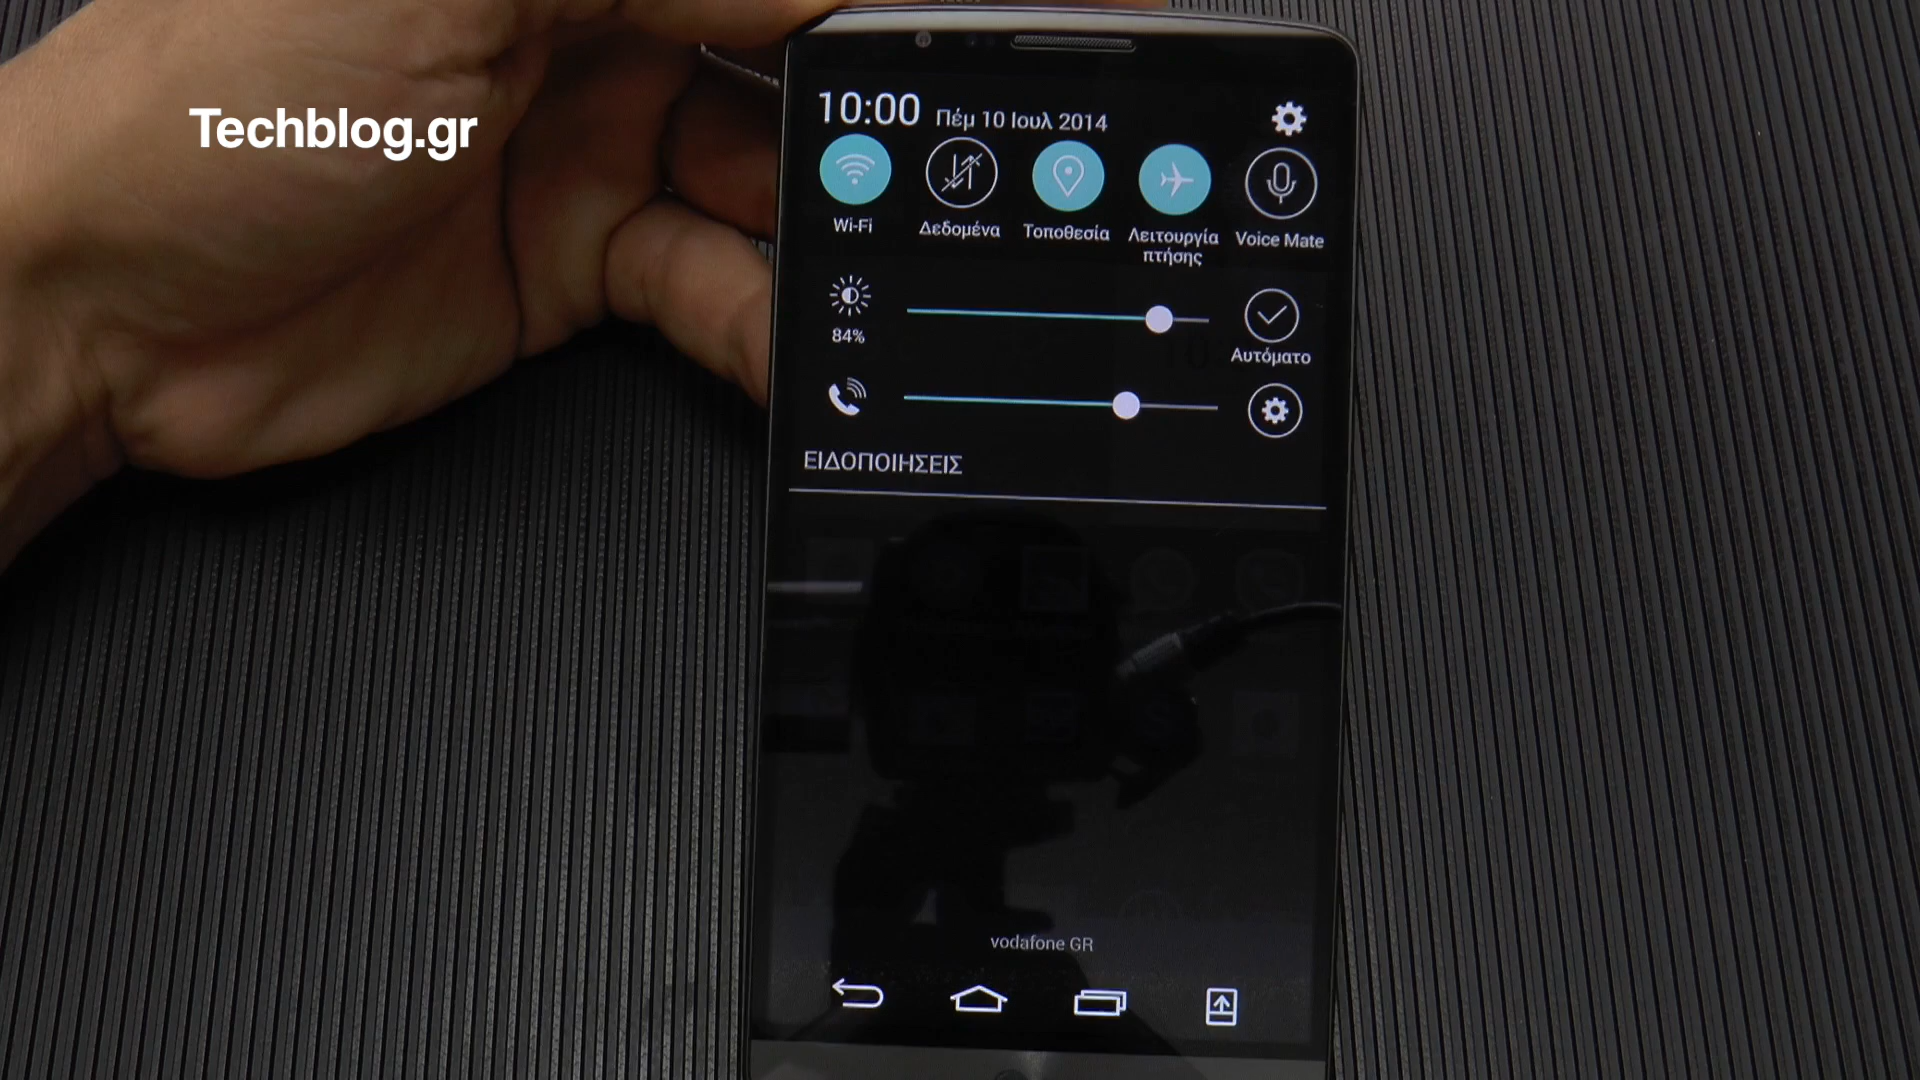 Techblog.gr
10:00 Πέμ 10 Ιουλ 2014
Wi-Fi Δεδομένα Τοποθεσία Λειτουργία πτήσης Voice Mate
84% Αυτόματο
ΕΙΔΟΠΟΙΗΣΕΙΣ
vodafone GR